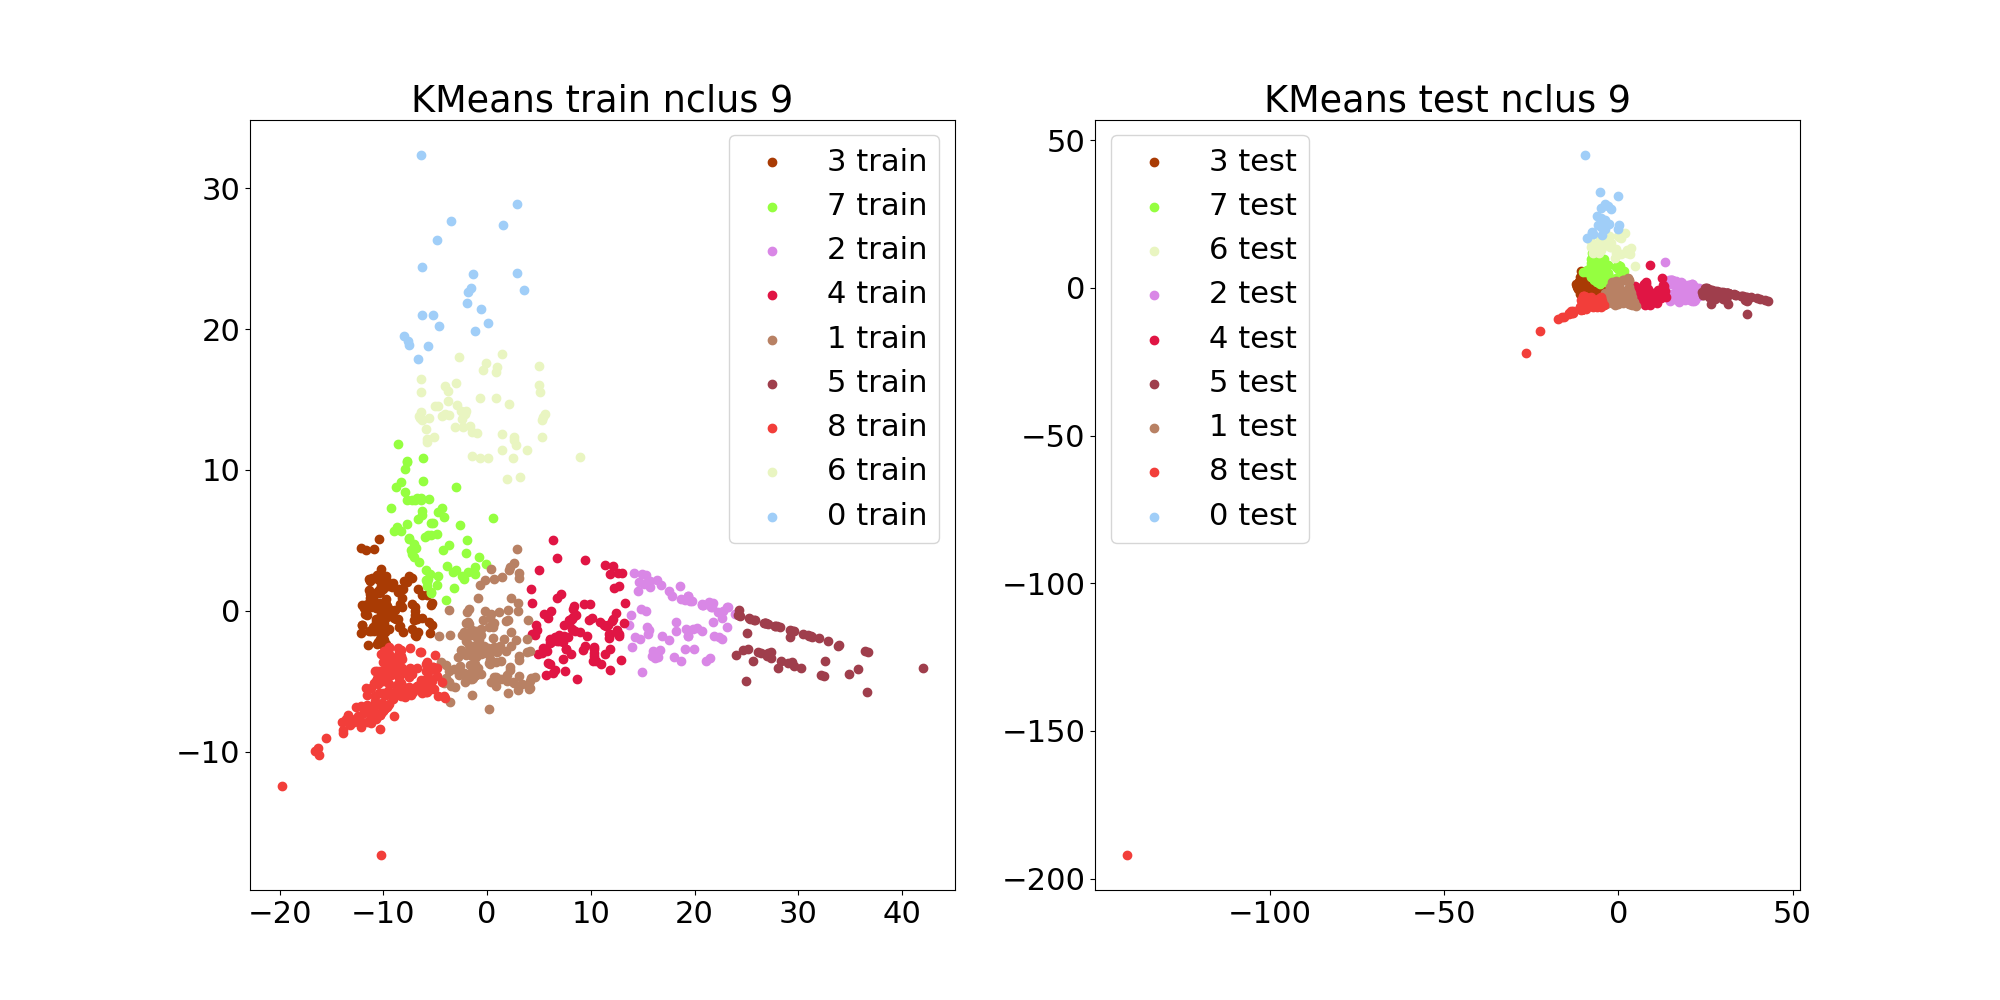 KMeans train nclus 9
30
20
10
0
−10
−20
−10
0
10
20
30
40
3 train
7 train
2 train
4 train
1 train
5 train
8 train
6 train
0 train
KMeans test nclus 9
50
0
−50
−100
−150
−200
−100
−50
0
50
3 test
7 test
6 test
2 test
4 test
5 test
1 test
8 test
0 test